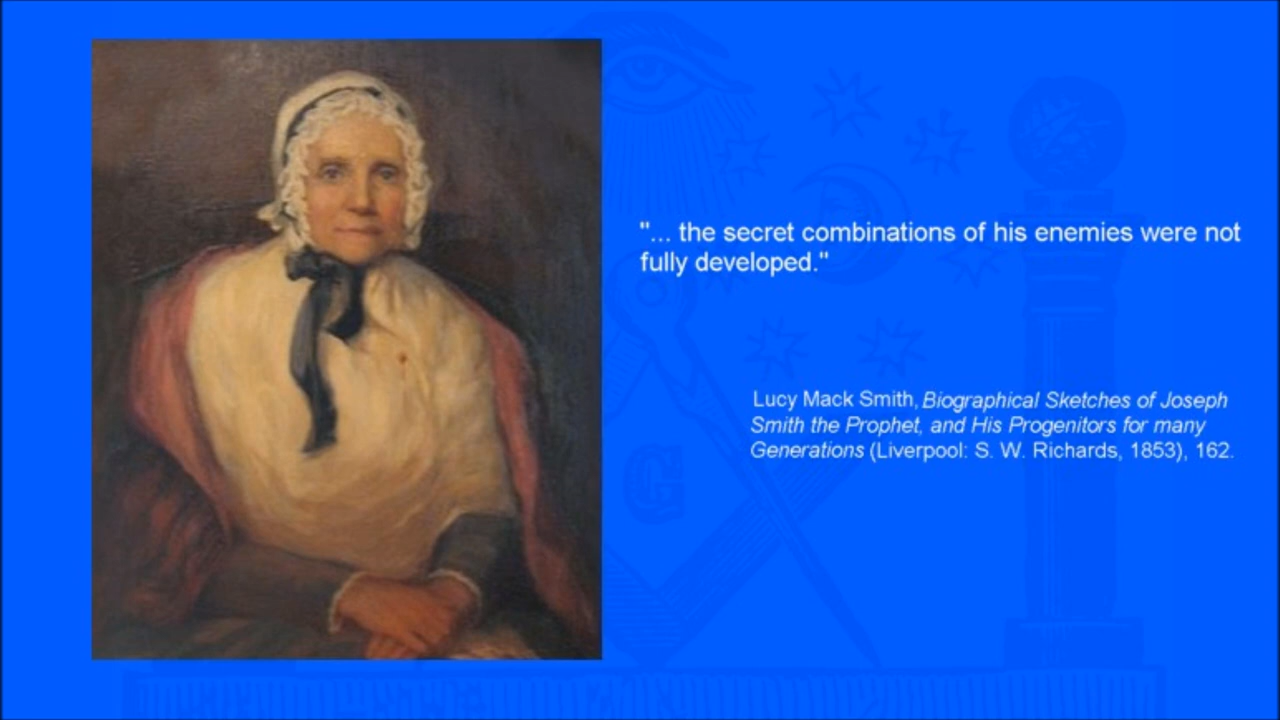 "... the secret combinations of his enemies were not
fully developed."
Lucy Mack Smith, Biographical Sketches of Joseph
Smith the Prophet, and His Progenitors for many
Generations (Liverpool: S. W. Richards, 1853), 162.
G